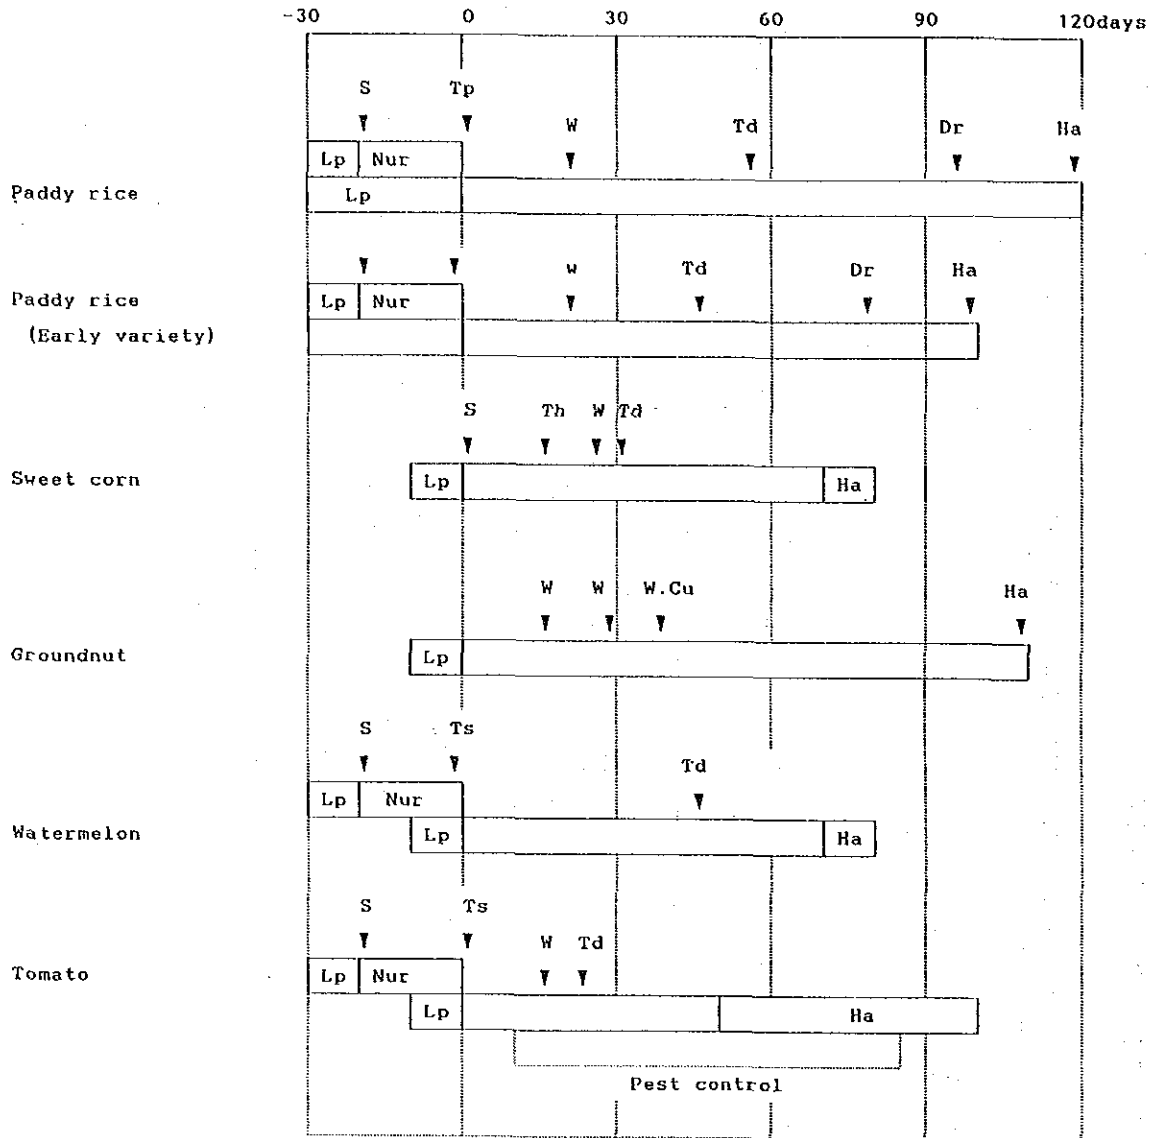 -30 0 30 60 90 120days
S Tp
W Td Dr Ha
Lp Nur
Paddy rice Lp
w Td Dr Ha
Paddy rice Lp Nur
(Early variety)
S Th W Td
Sweet corn Lp Ha
W W W.Cu Ha
Groundnut Lp
S Ts
Td
Lp Nur
Watermelon Lp Ha
S Ts
W Td
Tomato Lp Nur
Lp Ha
Pest control